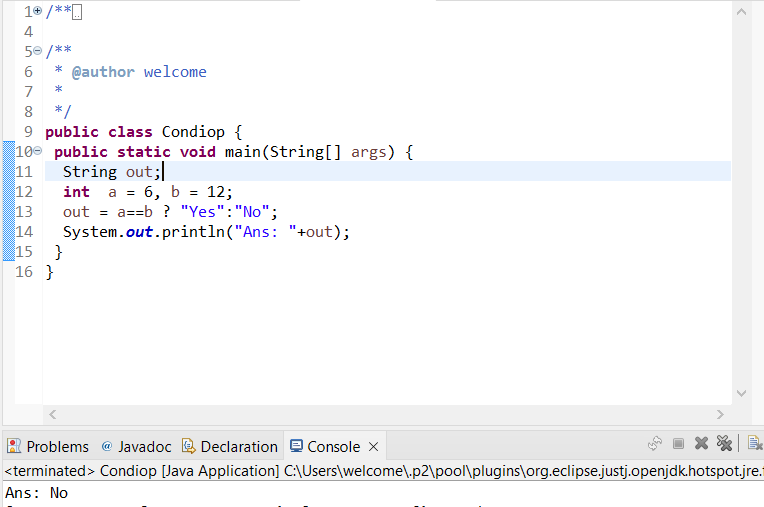 1 /**
4
5 /**
6 * @author welcome
7 *
8 */
9 public class Condiop {
10 public static void main(String[] args) {
11 String out;
12 int a = 6, b = 12;
13 out = a==b ? "Yes":"No";
14 System.out.println("Ans: "+out);
15 }
16 }
Problems @ Javadoc Declaration Console
<terminated> Condiop [Java Application] C:\Users\welcome\.p2\pool\plugins\org.eclipse.justj.openjdk.hotspot.jre.
Ans: No